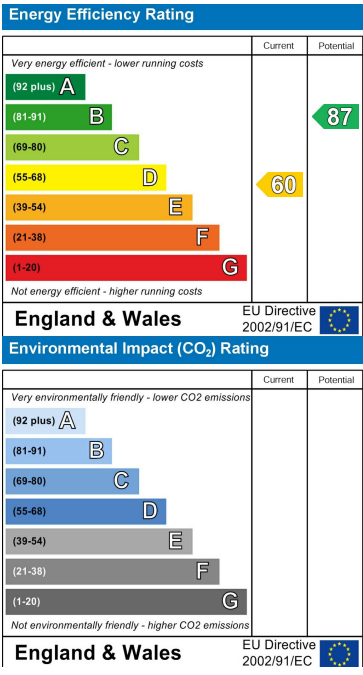 Energy Efficiency Rating
Current Potential
Very energy efficient - lower running costs
(92 plus) A
(81-91) B
87
(69-80) C
(55-68) D
60
(39-54) E
(21-38) F
(1-20) G
Not energy efficient - higher running costs
England & Wales
EU Directive
2002/91/EC
Environmental Impact (CO₂) Rating
Current Potential
Very environmentally friendly - lower CO2 emissions
(92 plus) A
(81-91) B
(69-80) C
(55-68) D
(39-54) E
(21-38) F
(1-20) G
Not environmentally friendly - higher CO2 emissions
England & Wales
EU Directive
2002/91/EC